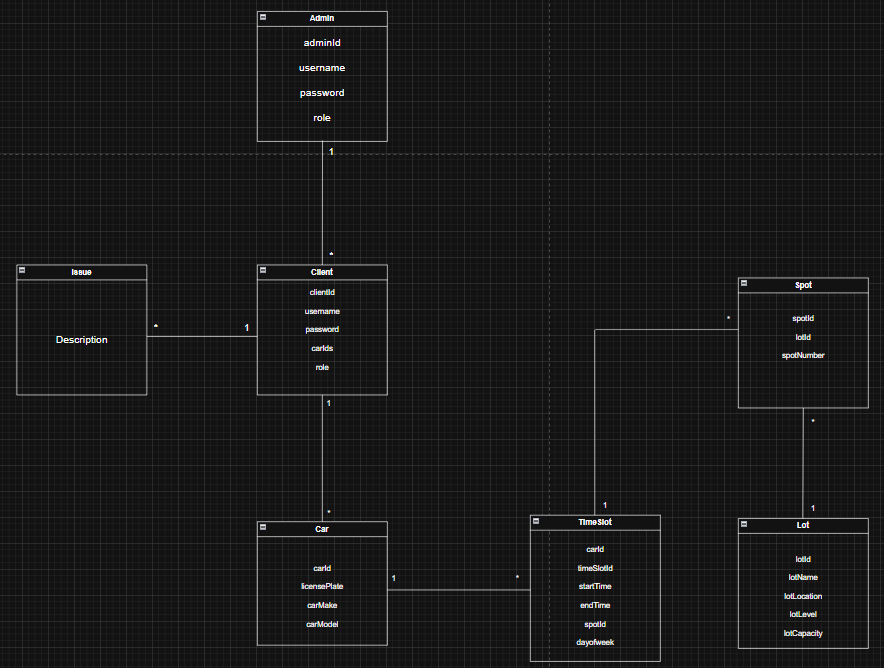 Admin
adminId
username
password
role
1
*
Issue
Description
*
1
Client
clientId
username
password
carIds
role
1
*
Car
carId
licensePlate
carMake
carModel
1
*
TimeSlot
carId
timeSlotId
startTime
endTime
spotId
dayofweek
1
*
Spot
spotId
lotId
spotNumber
*
1
Lot
lotId
lotName
lotLocation
lotLevel
lotCapacity